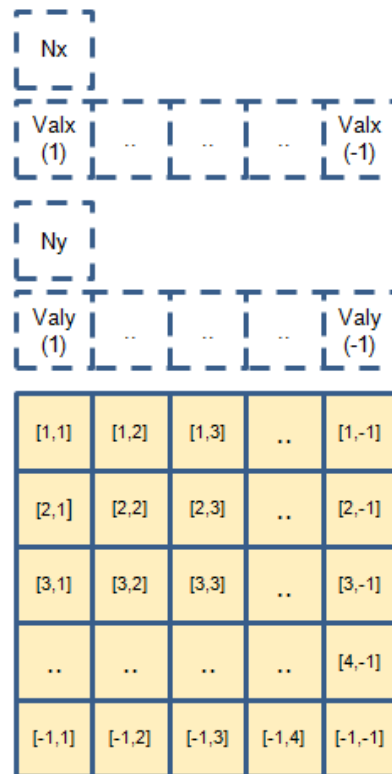 Nx
Valx .. .. .. Valx
(1) (-1)
Ny
Valy .. .. .. Valy
(1) (-1)
[1,1] [1,2] [1,3] .. [1,-1]
[2,1] [2,2] [2,3] .. [2,-1]
[3,1] [3,2] [3,3] .. [3,-1]
.. .. .. .. [4,-1]
[-1,1] [-1,2] [-1,3] [-1,4] [-1,-1]